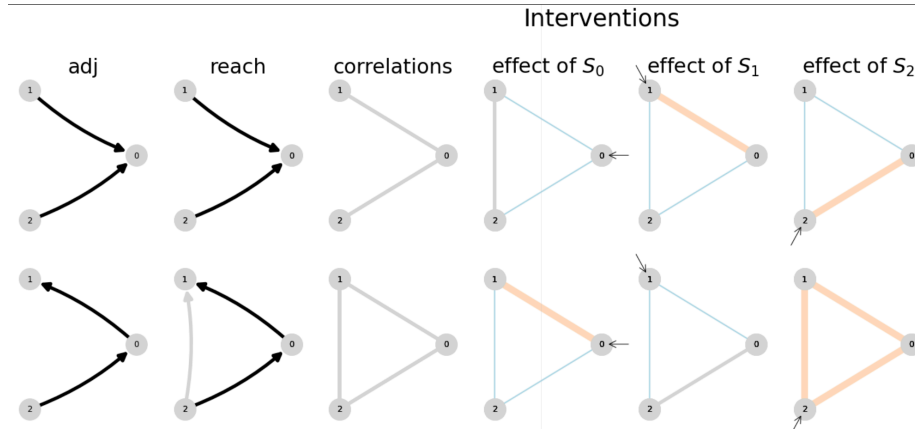 Interventions
adj reach correlations effect of S₀ effect of S₁ effect of S₂
1 1 1 1 1 1
0 0 0 0 0 0
2 2 2 2 2 2
1 1 1 1 1 1
0 0 0 0 0 0
2 2 2 2 2 2